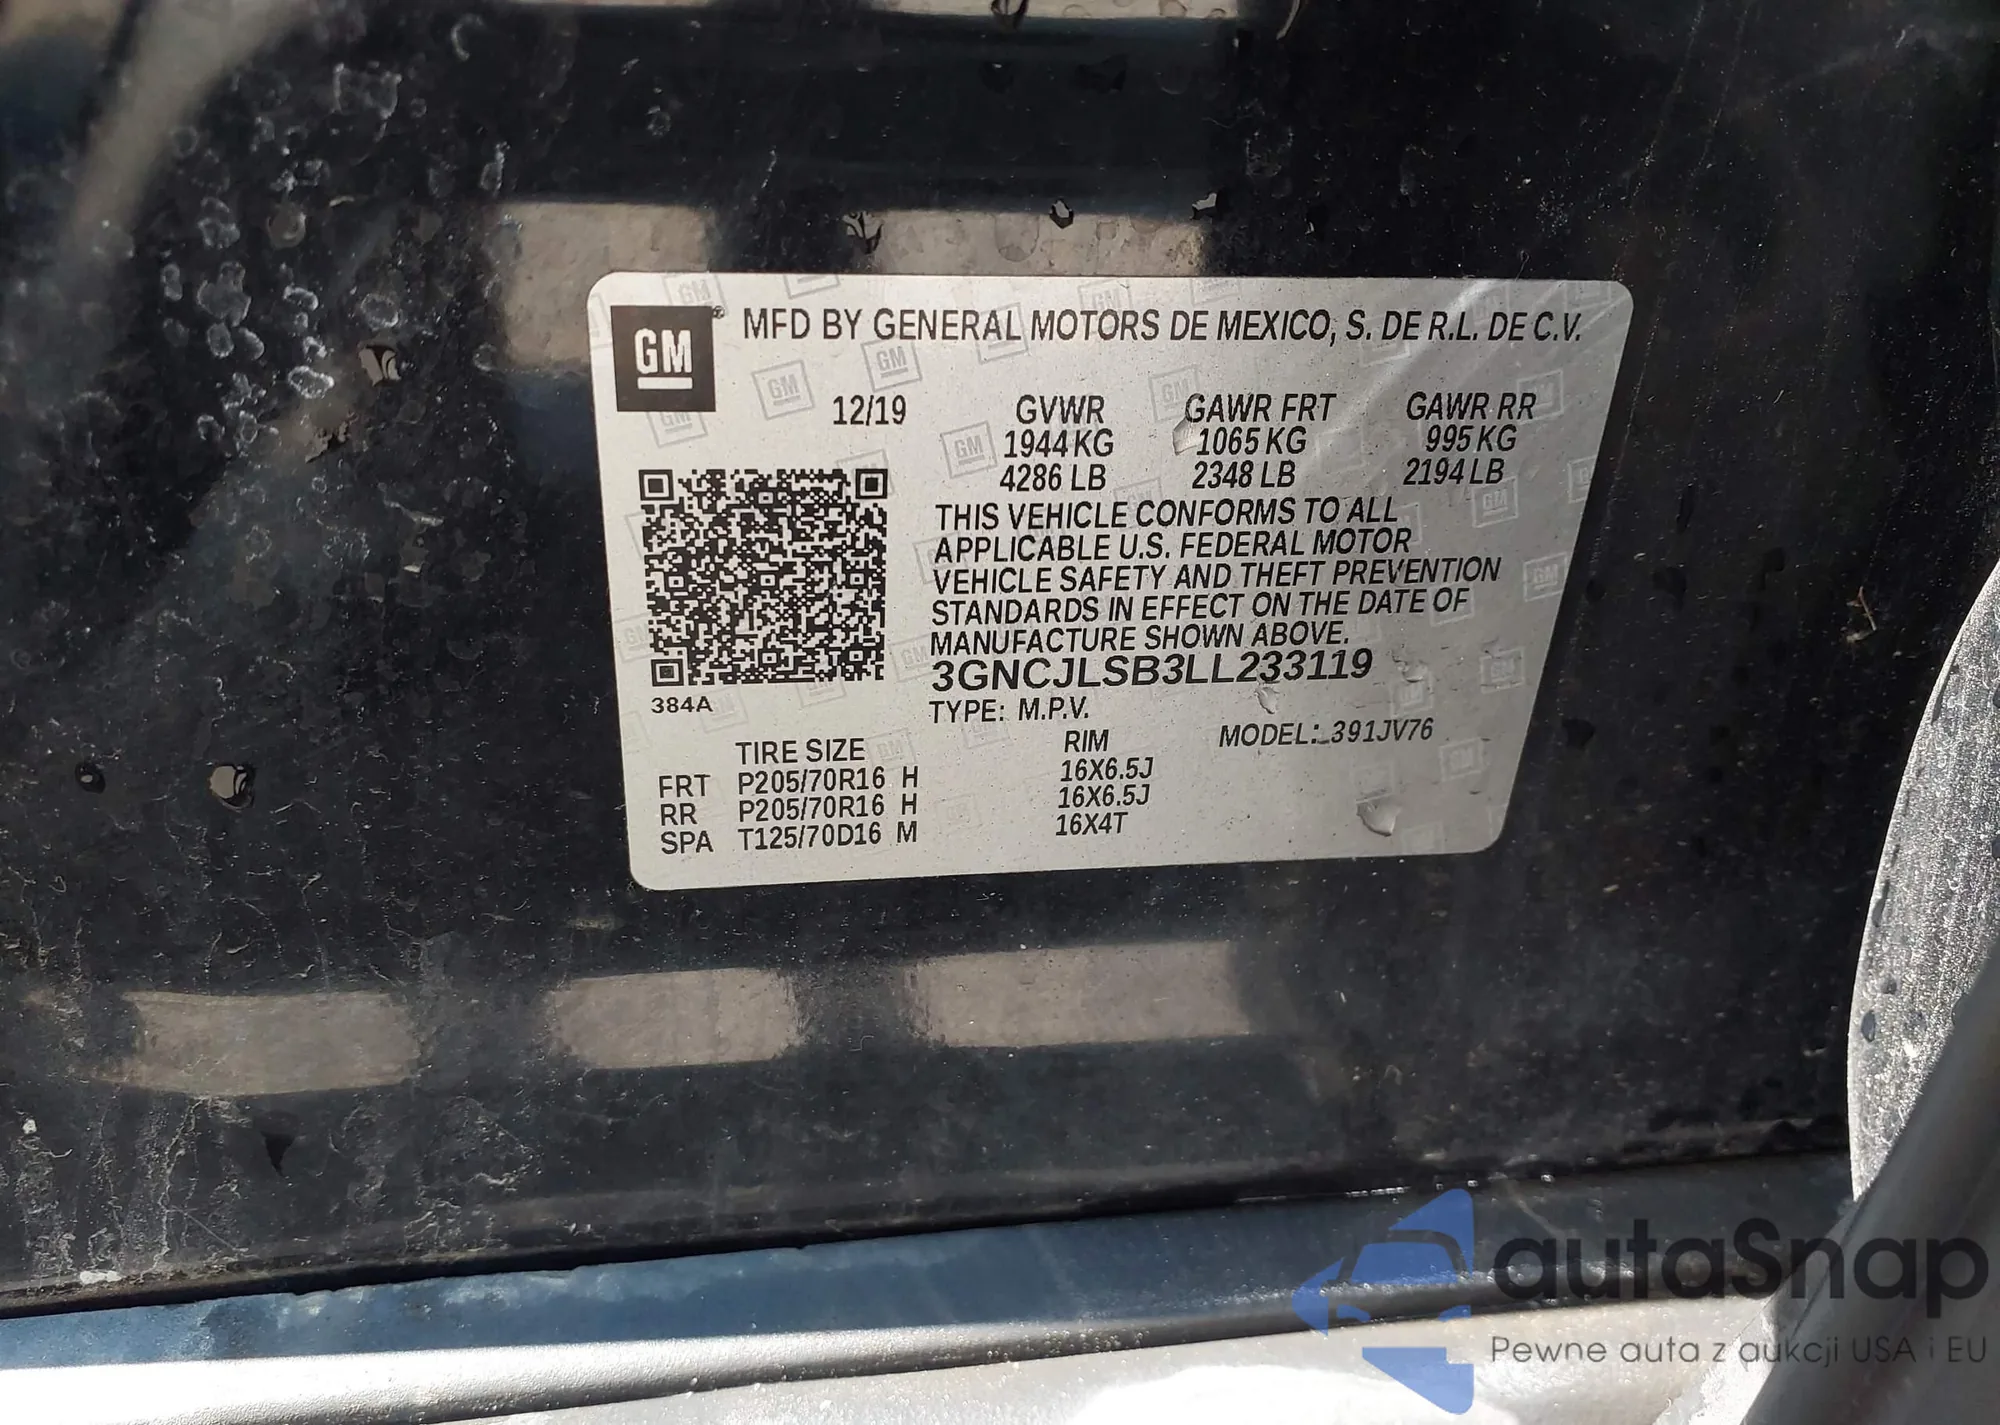 GM
MFD BY GENERAL MOTORS DE MEXICO, S. DE R.L. DE C.V.
12/19 GVWR GAWR FRT GAWR RR
1944 KG 1065 KG 995 KG
4286 LB 2348 LB 2194 LB
THIS VEHICLE CONFORMS TO ALL
APPLICABLE U.S. FEDERAL MOTOR
VEHICLE SAFETY AND THEFT PREVENTION
STANDARDS IN EFFECT ON THE DATE OF
MANUFACTURE SHOWN ABOVE.
3GNCJLSB3LL233119
384A
TYPE: M.P.V. MODEL: 391JV76
TIRE SIZE RIM
FRT P205/70R16 H 16X6.5J
RR P205/70R16 H 16X6.5J
SPA T125/70D16 M 16X4T
autaSnap
Pewne auta z aukcji USA i EU